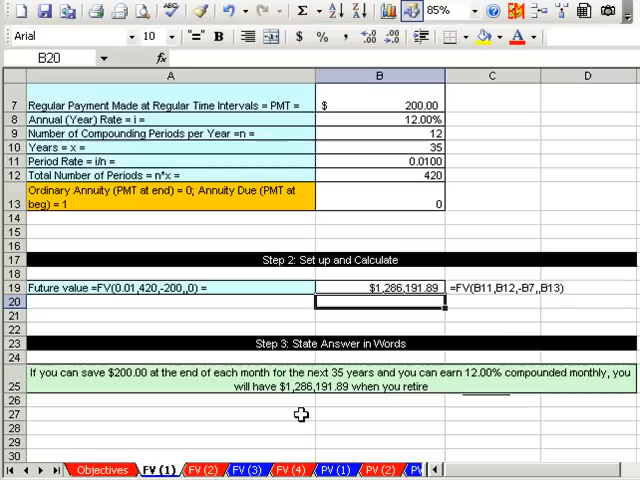 85%
Arial 10 "=" B $ % A
B20 fx
A B C D
7 Regular Payment Made at Regular Time Intervals = PMT = $ 200.00
8 Annual (Year) Rate = i = 12.00%
9 Number of Compounding Periods per Year =n = 12
10 Years = x = 35
11 Period Rate = i/n = 0.0100
12 Total Number of Periods = n*x = 420
Ordinary Annuity (PMT at end) = 0; Annuity Due (PMT at
13 beg) = 1 0
14
15
16
17 Step 2: Set up and Calculate
18
19 Future value =FV(0.01,420,-200,,0) = $1,286,191.89 =FV(B11,B12,-B7,,B13)
20
21
22
23 Step 3: State Answer in Words
24
If you can save $200.00 at the end of each month for the next 35 years and you can earn 12.00% compounded monthly, you
25 will have $1,286,191.89 when you retire
26
27
28
29
30
Objectives FV (1) FV (2) FV (3) FV (4) PV (1) PV (2) PV